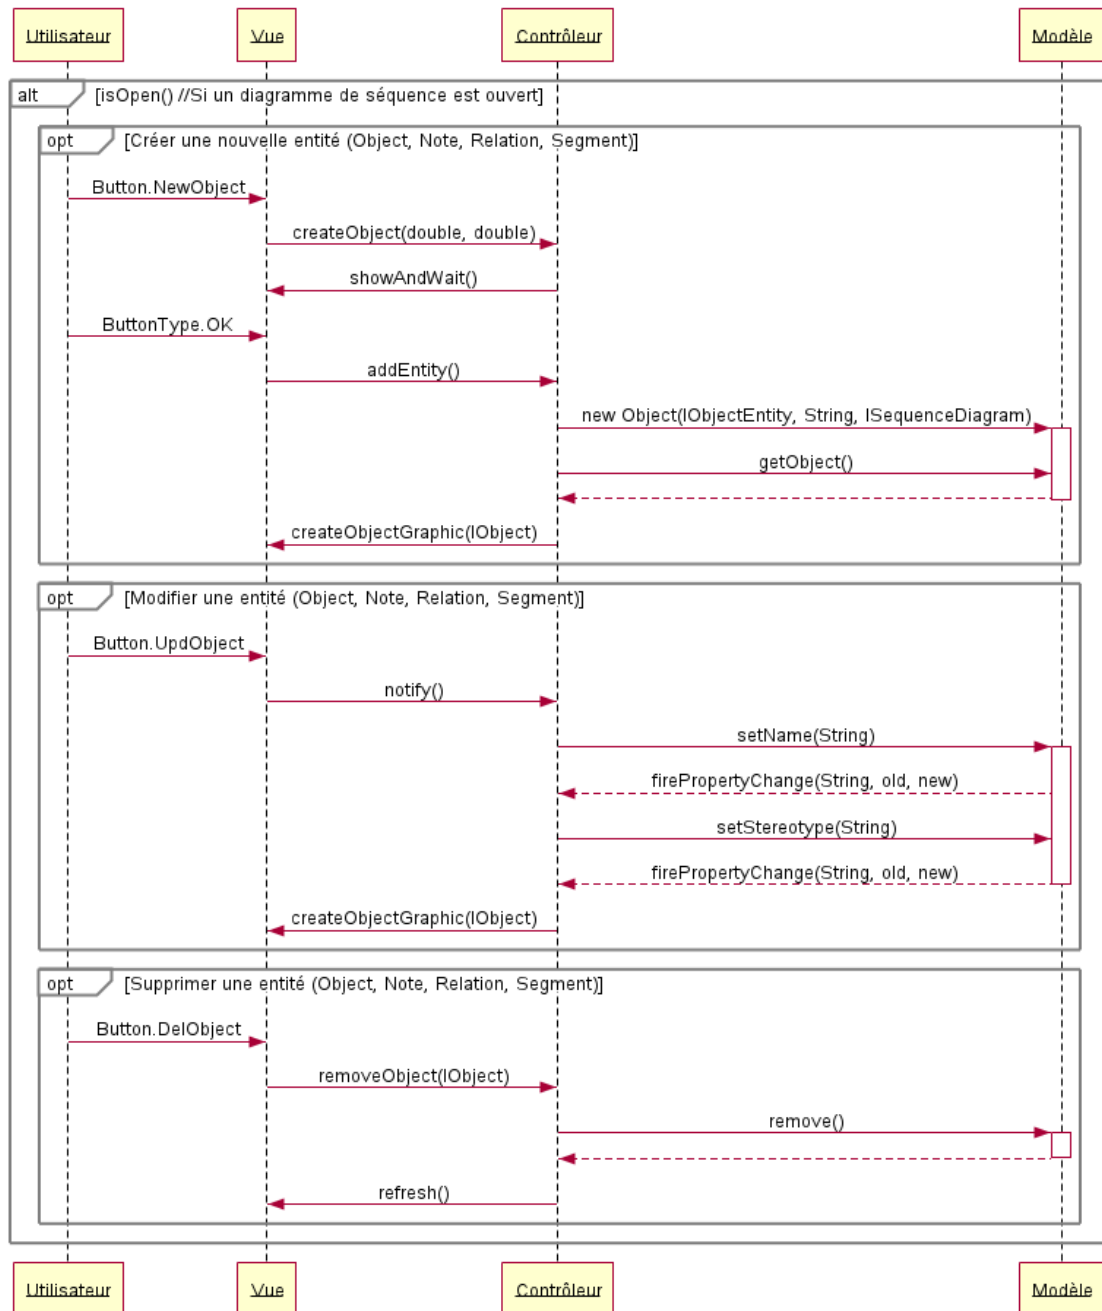 Utilisateur
Vue
Contrôleur
Modèle
alt
[isOpen() //Si un diagramme de séquence est ouvert]
opt
[Créer une nouvelle entité (Object, Note, Relation, Segment)]
Button.NewObject
createObject(double, double)
showAndWait()
ButtonType.OK
addEntity()
new Object(IObjectEntity, String, ISequenceDiagram)
getObject()
createObjectGraphic(IObject)
opt
[Modifier une entité (Object, Note, Relation, Segment)]
Button.UpdObject
notify()
setName(String)
firePropertyChange(String, old, new)
setStereotype(String)
firePropertyChange(String, old, new)
createObjectGraphic(IObject)
opt
[Supprimer une entité (Object, Note, Relation, Segment)]
Button.DelObject
removeObject(IObject)
remove()
refresh()
Utilisateur
Vue
Contrôleur
Modèle